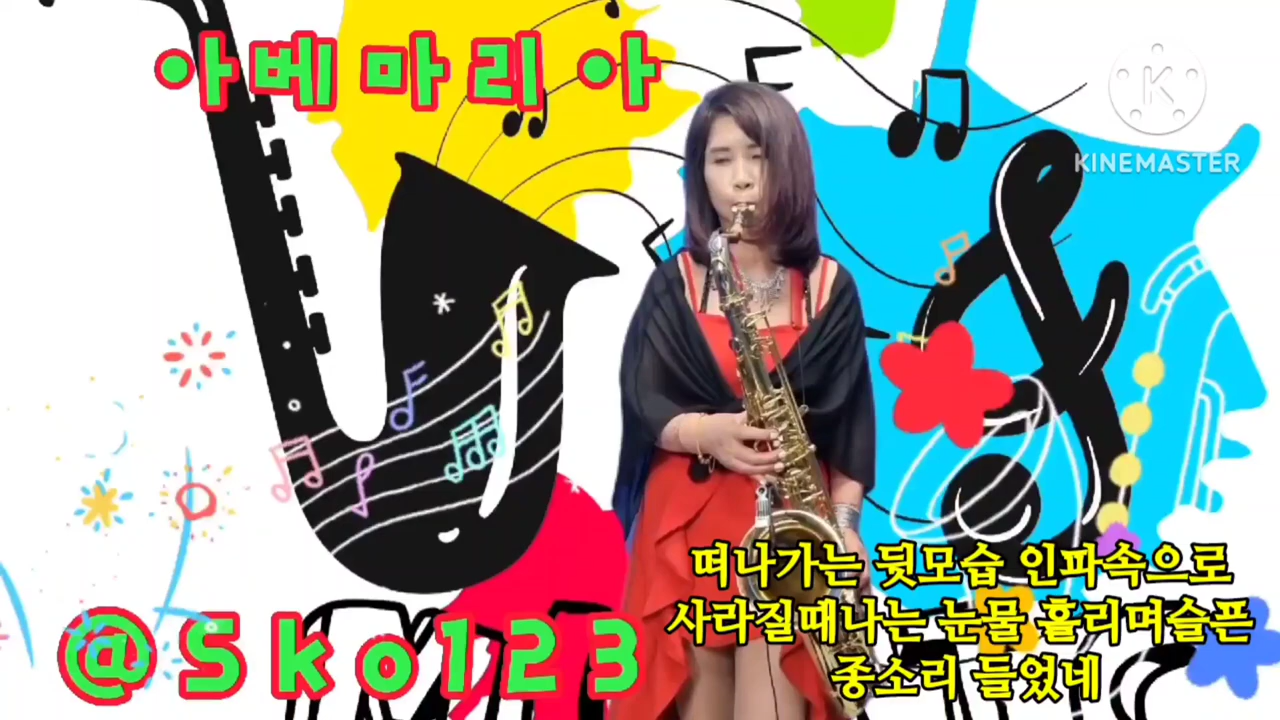 아베마리아
KINEMASTER
떠나가는 뒷모습 인파속으로
사라질때나는 눈물 흘리며슬픈
종소리 들었네
@Sko123